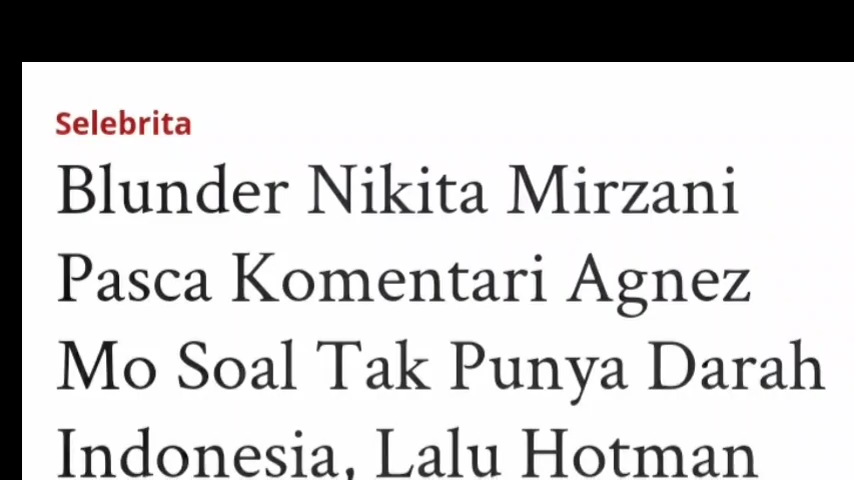 Selebrita
Blunder Nikita Mirzani
Pasca Komentari Agnez
Mo Soal Tak Punya Darah
Indonesia, Lalu Hotman